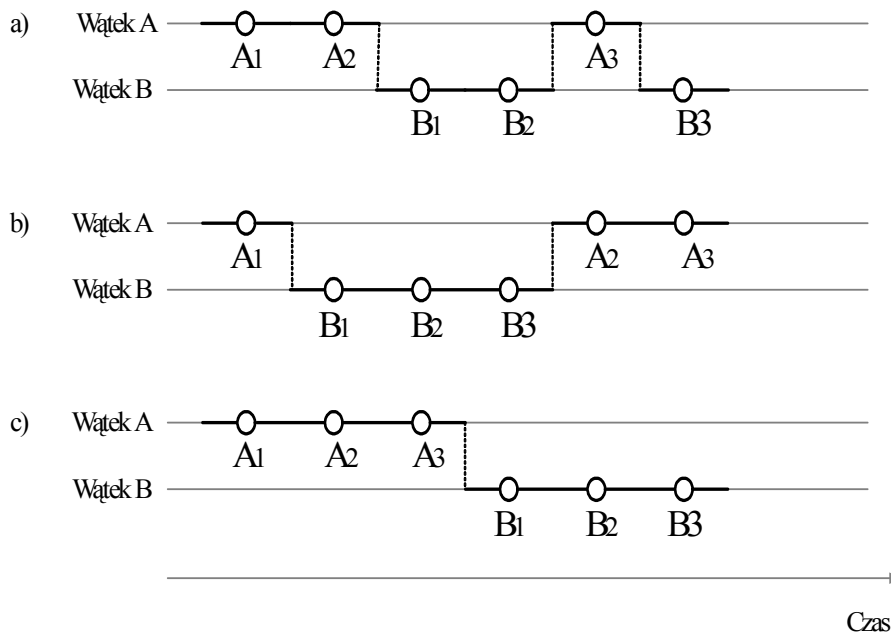 a) Wątek A
A1 A2 A3
Wątek B
B1 B2 B3
b) Wątek A
A1 A2 A3
Wątek B
B1 B2 B3
c) Wątek A
A1 A2 A3
Wątek B
B1 B2 B3
Czas